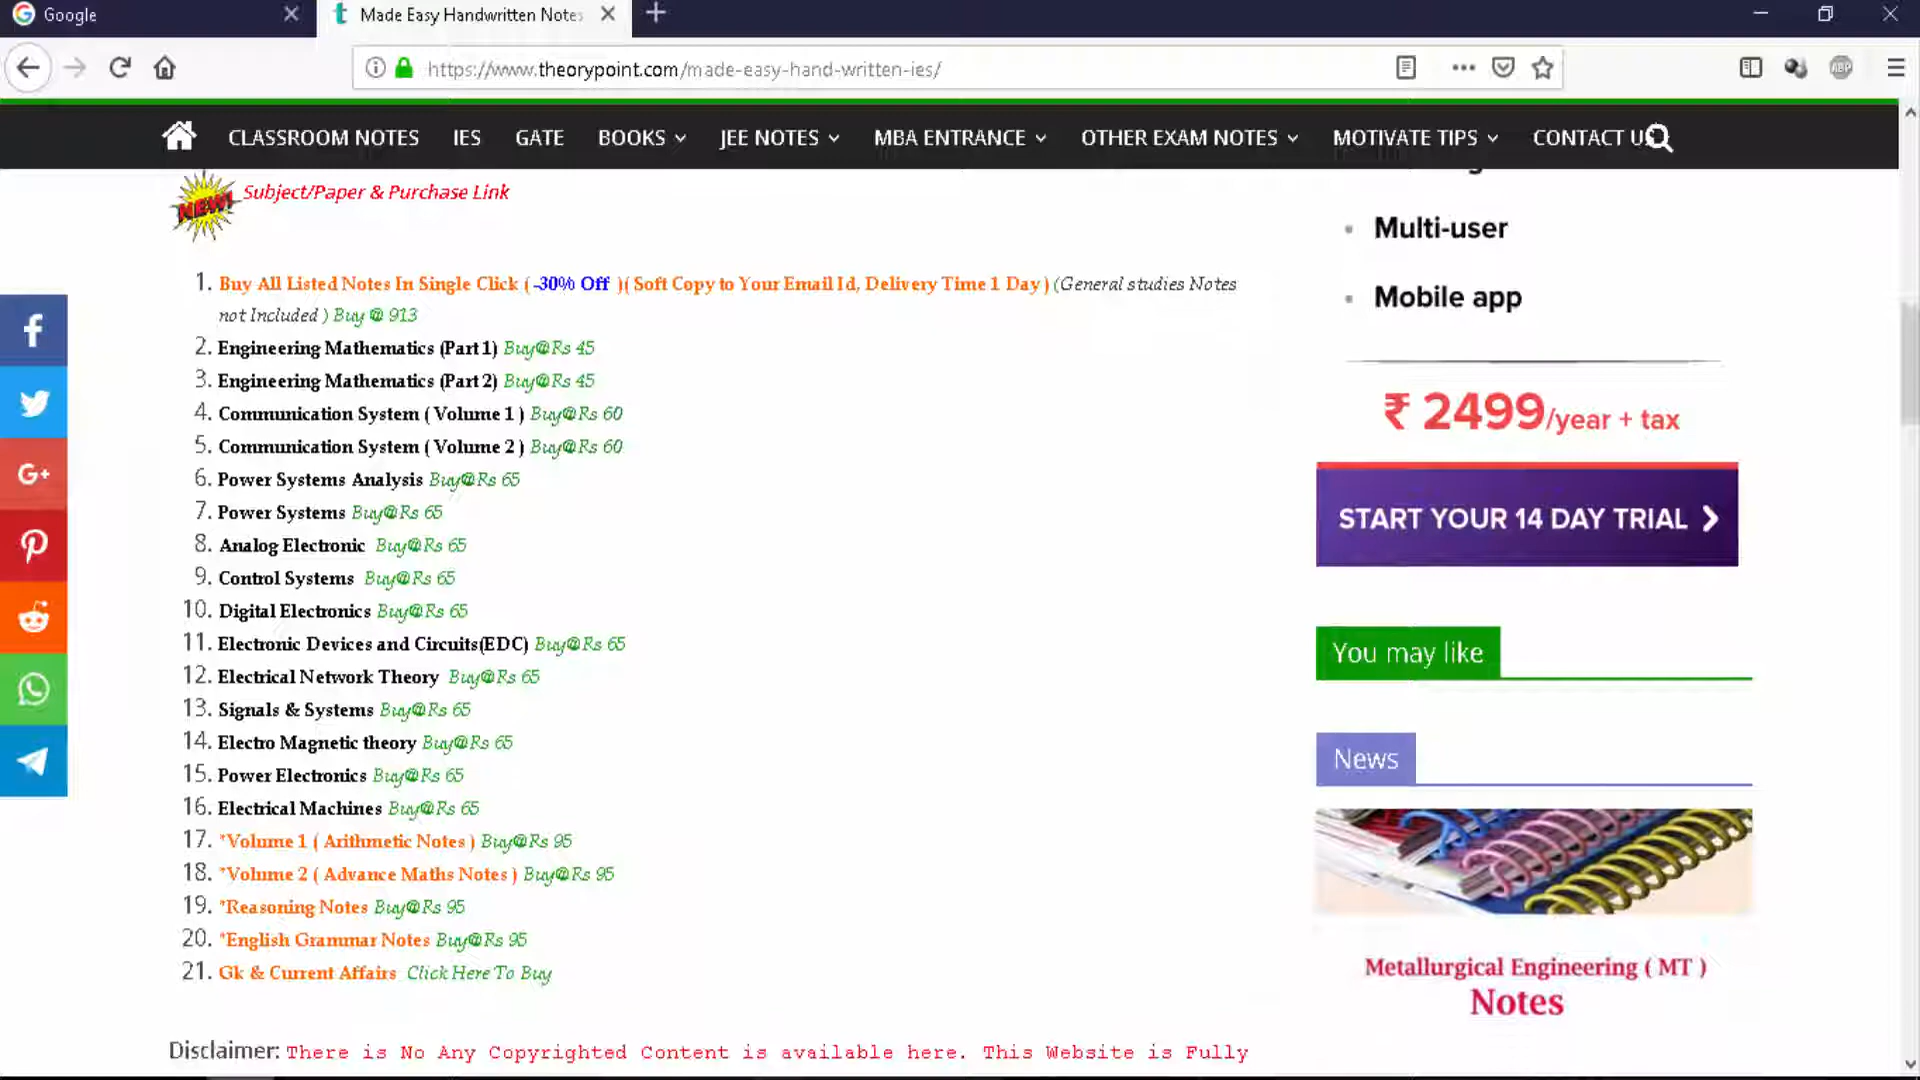 Google
Made Easy Handwritten Notes
https://www.theorypoint.com/made-easy-hand-written-ies/
ABP
CLASSROOM NOTES IES GATE BOOKS JEE NOTES MBA ENTRANCE OTHER EXAM NOTES MOTIVATE TIPS CONTACT US
NEW! Subject/Paper & Purchase Link
1. Buy All Listed Notes In Single Click ( -30% Off )( Soft Copy to Your Email Id, Delivery Time 1 Day ) (General studies Notes
not Included ) Buy @ 913
2. Engineering Mathematics (Part 1) Buy@Rs 45
3. Engineering Mathematics (Part 2) Buy@Rs 45
4. Communication System ( Volume 1 ) Buy@Rs 60
5. Communication System ( Volume 2 ) Buy@Rs 60
6. Power Systems Analysis Buy@Rs 65
7. Power Systems Buy@Rs 65
8. Analog Electronic Buy@Rs 65
9. Control Systems Buy@Rs 65
10. Digital Electronics Buy@Rs 65
11. Electronic Devices and Circuits(EDC) Buy@Rs 65
12. Electrical Network Theory Buy@Rs 65
13. Signals & Systems Buy@Rs 65
14. Electro Magnetic theory Buy@Rs 65
15. Power Electronics Buy@Rs 65
16. Electrical Machines Buy@Rs 65
17. *Volume 1 ( Arithmetic Notes ) Buy@Rs 95
18. *Volume 2 ( Advance Maths Notes ) Buy@Rs 95
19. *Reasoning Notes Buy@Rs 95
20. *English Grammar Notes Buy@Rs 95
21. Gk & Current Affairs Click Here To Buy
Disclaimer: There is No Any Copyrighted Content is available here. This Website is Fully
Multi-user
Mobile app
₹ 2499/year + tax
START YOUR 14 DAY TRIAL
You may like
News
Metallurgical Engineering ( MT )
Notes
G+